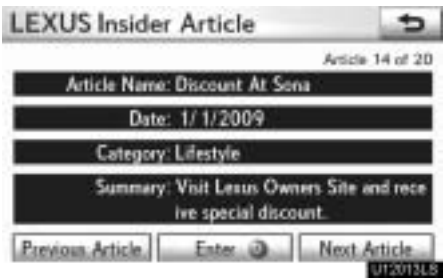 LEXUS Insider Article
Article 14 of 20
Article Name: Discount At Sona
Date: 1/ 1/2009
Category: Lifestyle
Summary: Visit Lexus Owners Site and rece
ive special discount.
Previous Article Enter Next Article
U12013LS